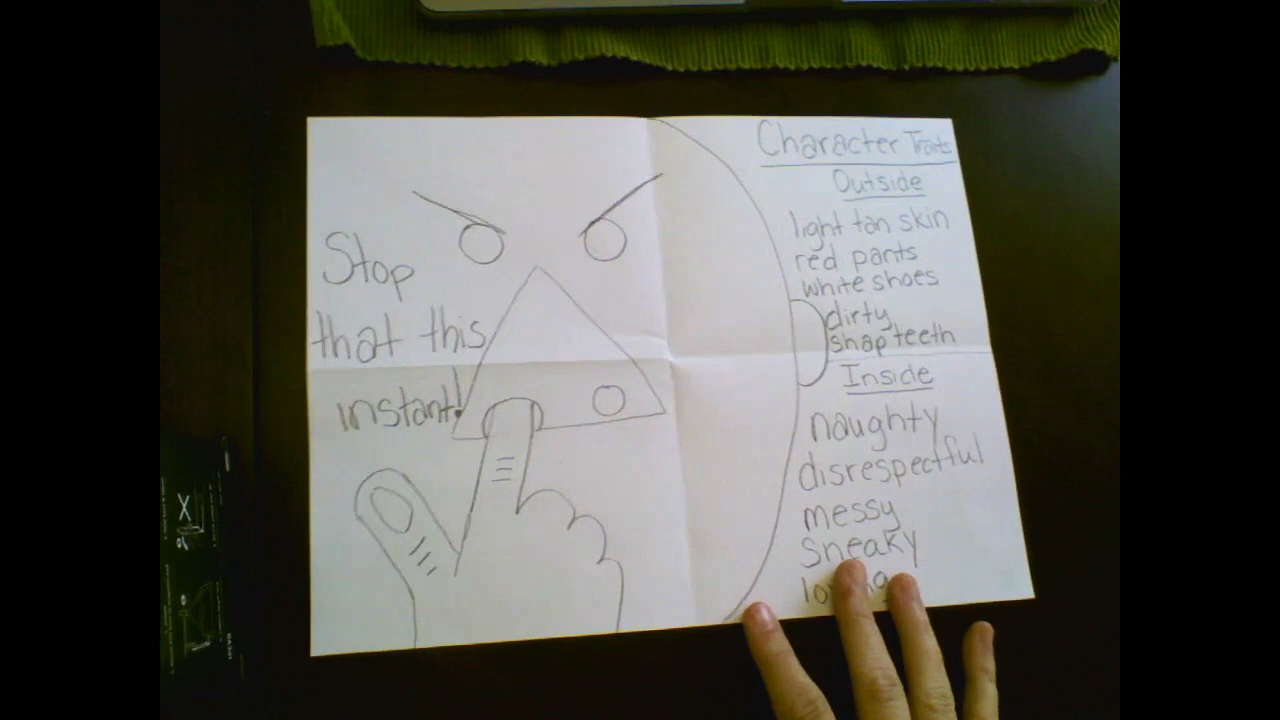 Stop
that this
instant!
Character Traits
Outside
light tan skin
red pants
white shoes
dirty
shap teeth
Inside
naughty
disrespectful
messy
sneaky